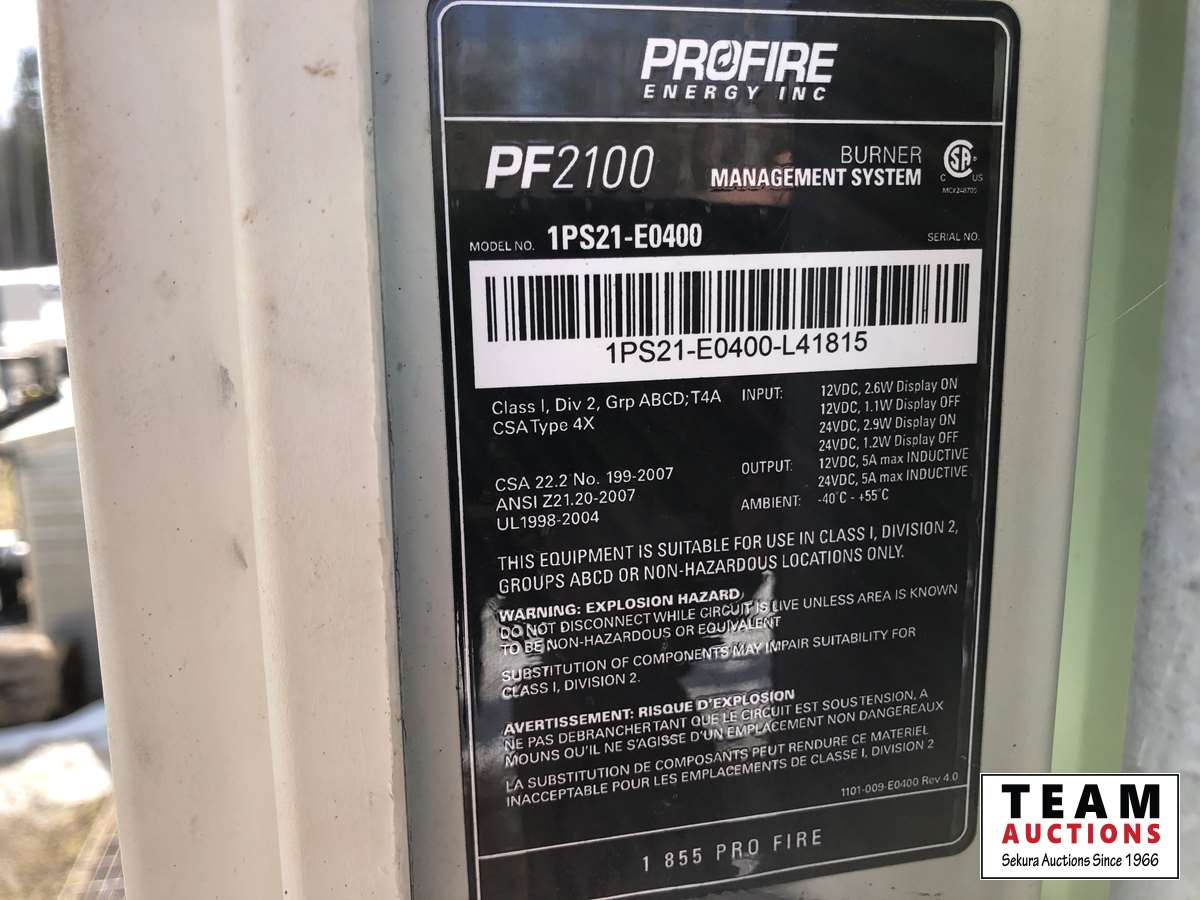 PROFIRE
ENERGY INC
PF2100
BURNER
MANAGEMENT SYSTEM
SA
C US
MODEL NO. 1PS21-E0400
SERIAL NO.
1PS21-E0400-L41815
Class I, Div 2, Grp ABCD; T4A
CSA Type 4X
INPUT: 12VDC, 2.6W Display ON
12VDC, 1.1W Display OFF
24VDC, 2.9W Display ON
24VDC, 1.2W Display OFF
OUTPUT: 12VDC, 5A max INDUCTIVE
24VDC, 5A max INDUCTIVE
AMBIENT: -40°C - +55°C
CSA 22.2 No. 199-2007
ANSI Z21.20-2007
UL1998-2004
THIS EQUIPMENT IS SUITABLE FOR USE IN CLASS I, DIVISION 2,
GROUPS ABCD OR NON-HAZARDOUS LOCATIONS ONLY.
WARNING: EXPLOSION HAZARD
DO NOT DISCONNECT WHILE CIRCUIT IS LIVE UNLESS AREA IS KNOWN
TO BE NON-HAZARDOUS OR EQUIVALENT
SUBSTITUTION OF COMPONENTS MAY IMPAIR SUITABILITY FOR
CLASS I, DIVISION 2.
AVERTISSEMENT: RISQUE D'EXPLOSION
NE PAS DEBRANCHER TANT QUE LE CIRCUIT EST SOUS TENSION, A
MOUNS QU'IL NE S'AGISSE D'UN EMPLACEMENT NON DANGEREAUX
LA SUBSTITUTION DE COMPOSANTS PEUT RENDURE CE MATERIEL
INACCEPTABLE POUR LES EMPLACEMENTS DE CLASSE I, DIVISION 2
1101-009-E0400 Rev 4.0
1 855 PRO FIRE
TEAM
AUCTIONS
Sekura Auctions Since 1966